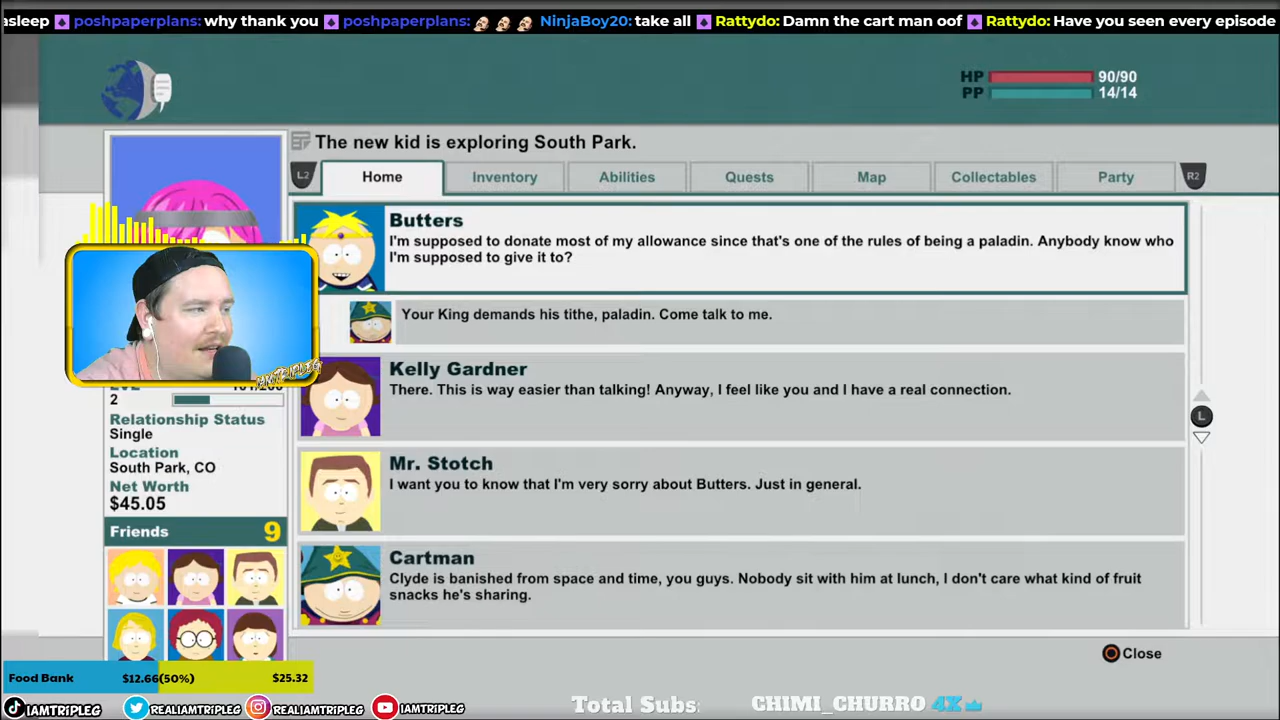 asleep poshpaperplans: why thank you poshpaperplans: NinjaBoy20: take all Rattydo: Damn the cart man oof Rattydo: Have you seen every episode
HP 90/90
PP 14/14
The new kid is exploring South Park.
L2 Home Inventory Abilities Quests Map Collectables Party R2
Butters
I'm supposed to donate most of my allowance since that's one of the rules of being a paladin. Anybody know who
I'm supposed to give it to?
Your King demands his tithe, paladin. Come talk to me.
Kelly Gardner
There. This is way easier than talking! Anyway, I feel like you and I have a real connection.
Mr. Stotch
I want you to know that I'm very sorry about Butters. Just in general.
Cartman
Clyde is banished from space and time, you guys. Nobody sit with him at lunch, I don't care what kind of fruit
snacks he's sharing.
L
IAMTRIPLEG
LVL
2
Relationship Status
Single
Location
South Park, CO
Net Worth
$45.05
Friends 9
Close
Food Bank $12.66(50%) $25.32
IAMTRIPLEG REALIAMTRIPLEG REALIAMTRIPLEG IAMTRIPLEG
Total Subs: CHIMI_CHURRO 4X